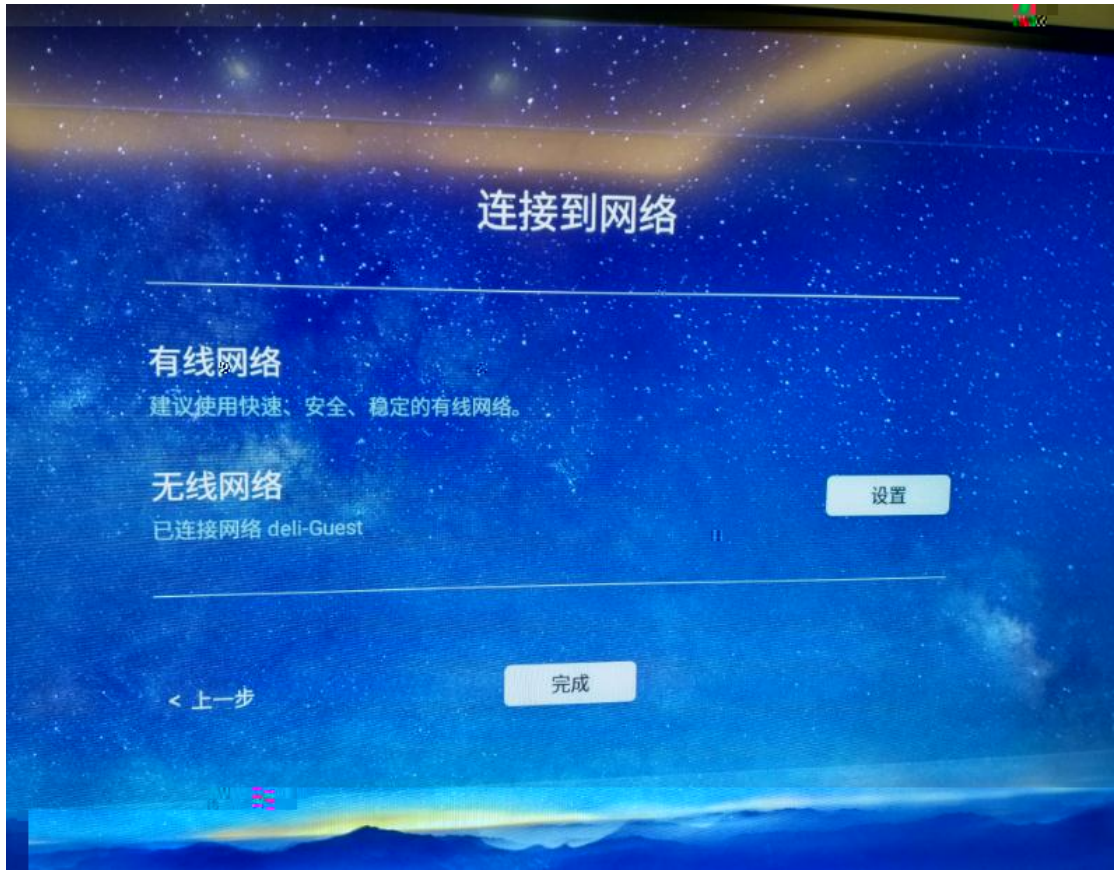 连接到网络
有线网络
建议使用快速、安全、稳定的有线网络。
无线网络
设置
已连接网络 deli-Guest
完成
< 上一步